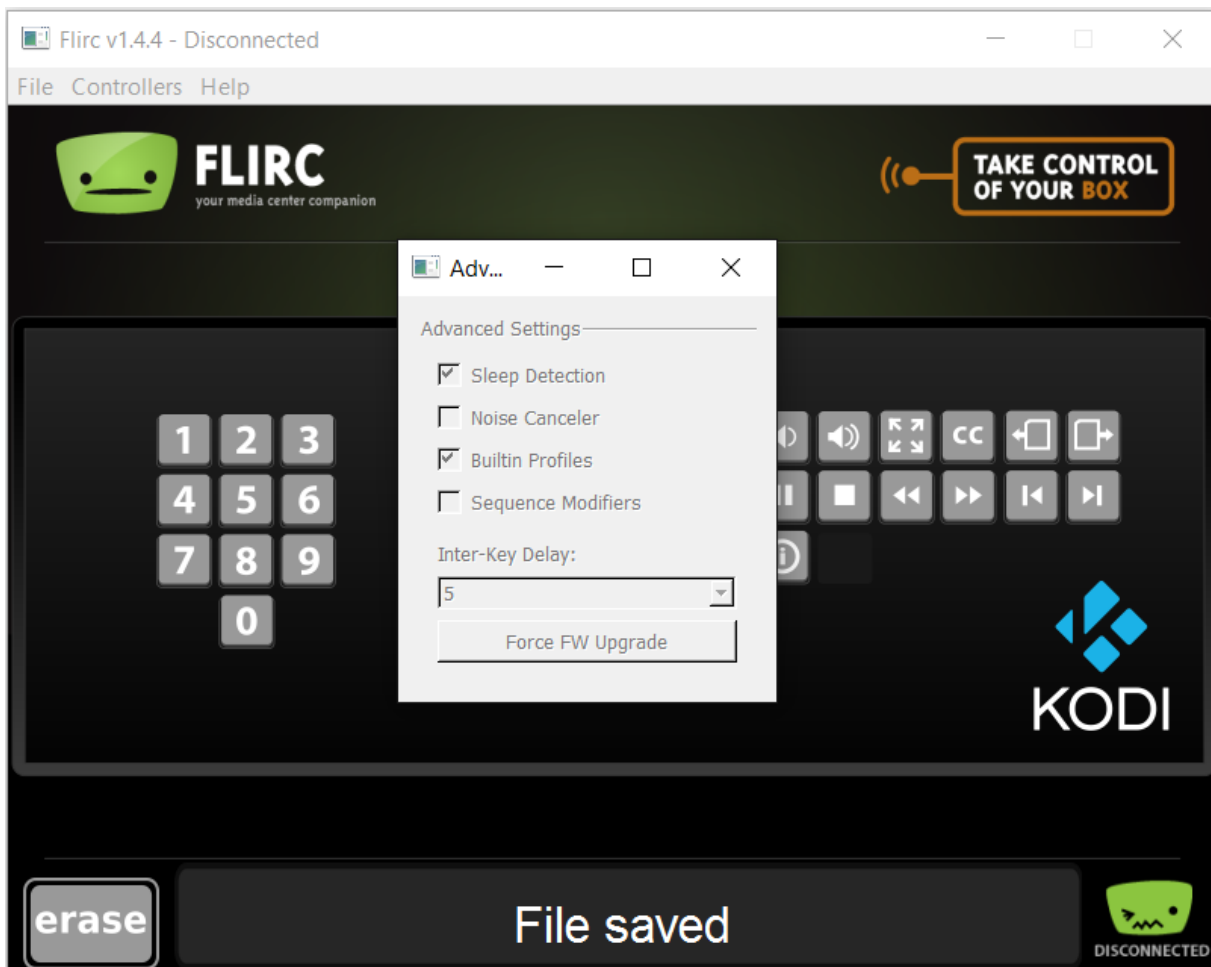 Flirc v1.4.4 - Disconnected
File Controllers Help
FLIRC
your media center companion
TAKE CONTROL
OF YOUR BOX
Adv...
Advanced Settings
Sleep Detection
Noise Canceler
Builtin Profiles
Sequence Modifiers
Inter-Key Delay:
5
Force FW Upgrade
1 2 3
4 5 6
7 8 9
0
CC
KODI
erase
File saved
DISCONNECTED